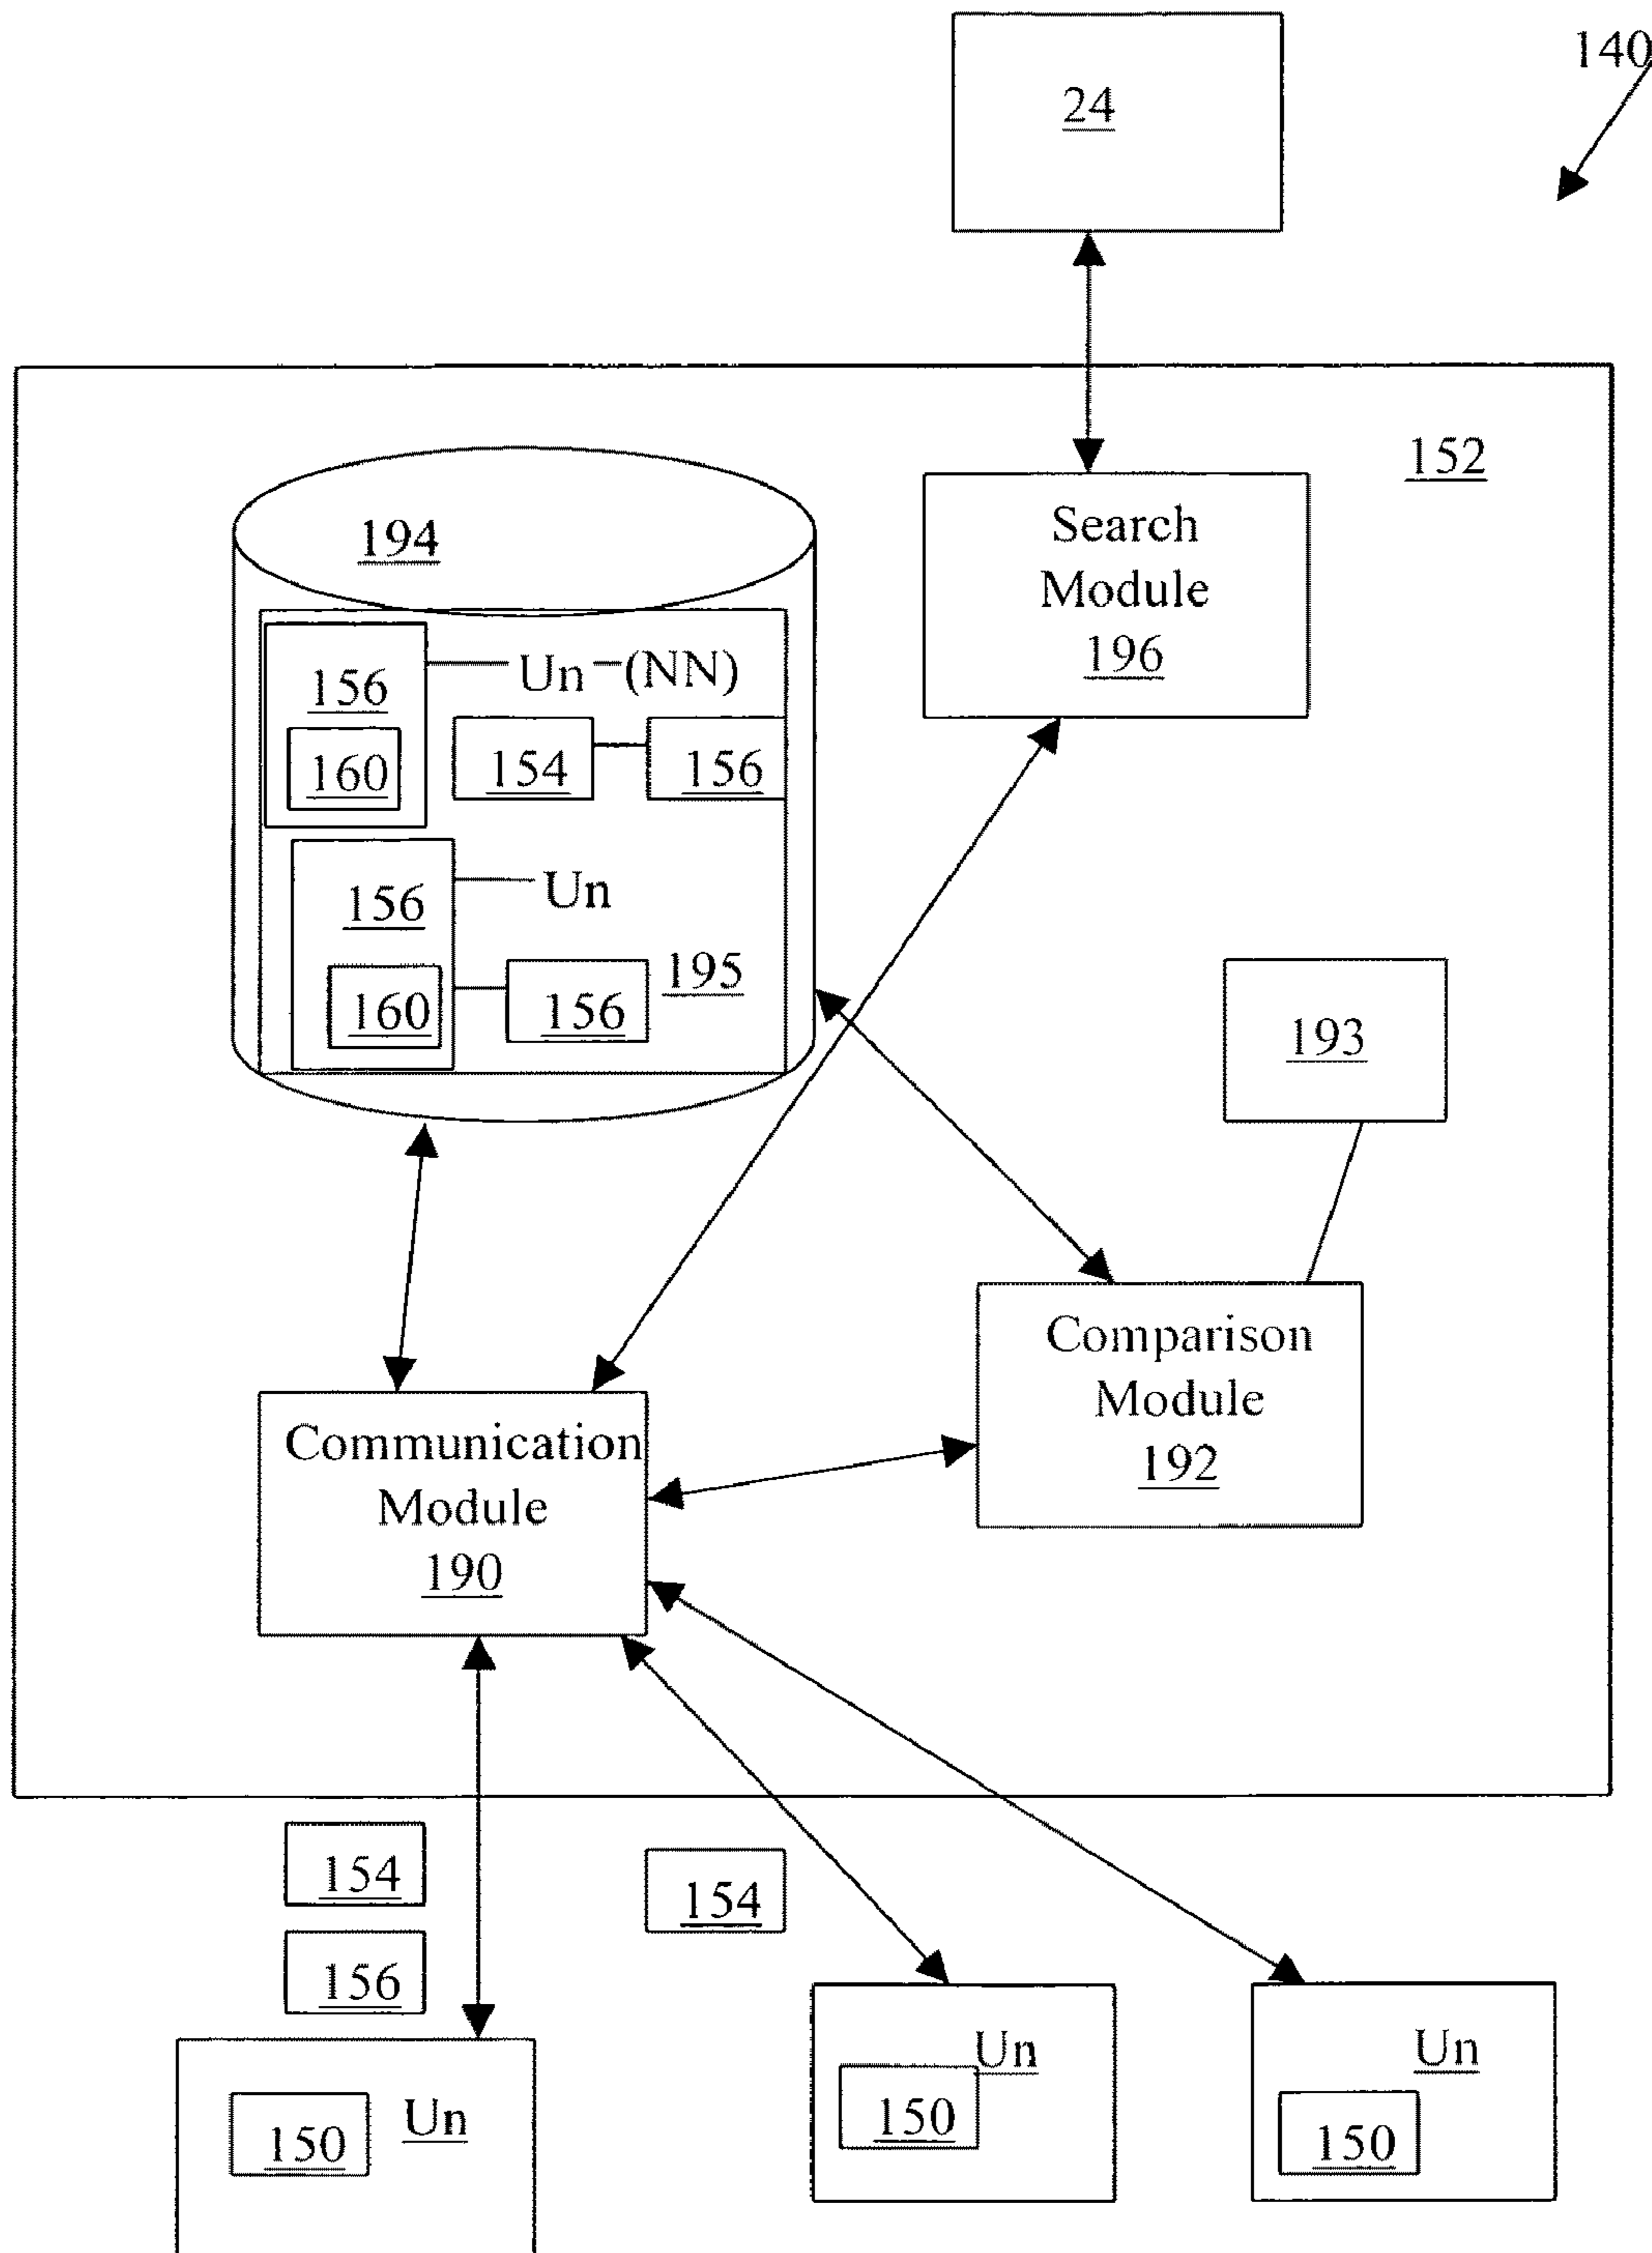 140
24
152
Search
Module
196
194
156
Un
(NN)
160
154
156
156
Un
160
156
195
193
Comparison
Module
192
Communication
Module
190
154
154
156
Un
150
Un
150
Un
150